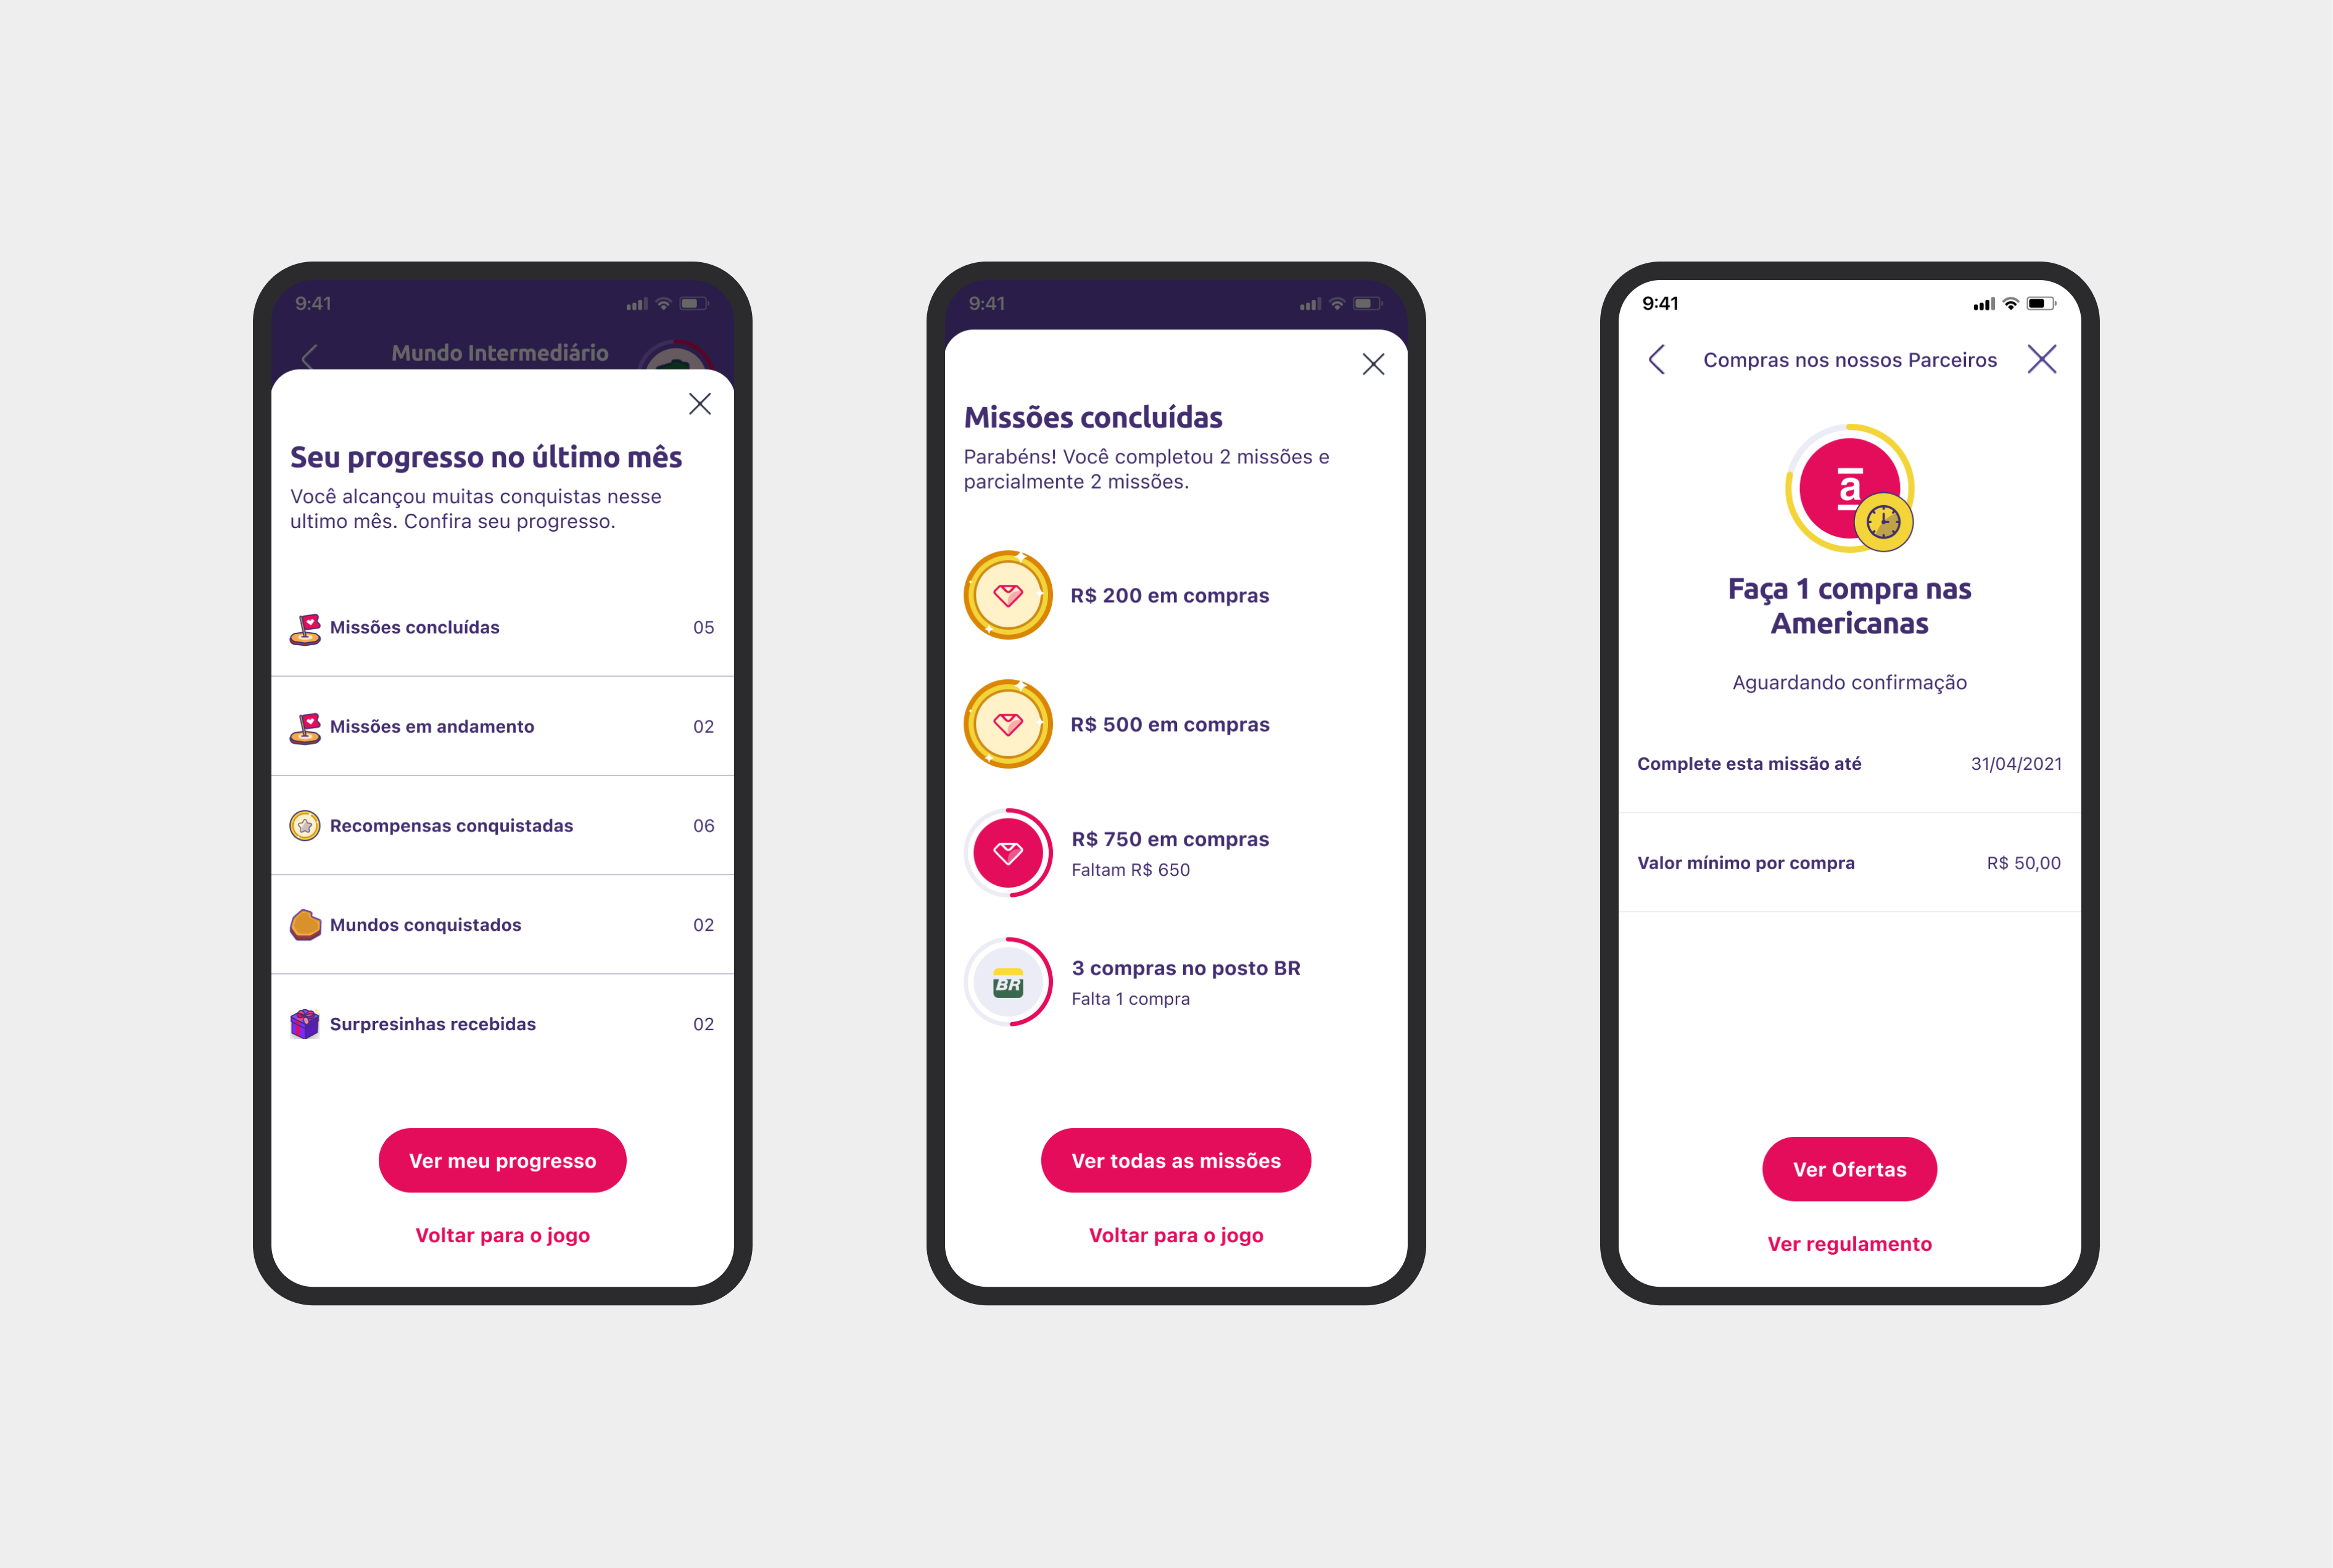 9:41
Mundo Intermediário
Seu progresso no último mês
Você alcançou muitas conquistas nesse
ultimo mês. Confira seu progresso.
Missões concluídas 05
Missões em andamento 02
Recompensas conquistadas 06
Mundos conquistados 02
Surpresinhas recebidas 02
Ver meu progresso
Voltar para o jogo
9:41
Missões concluídas
Parabéns! Você completou 2 missões e
parcialmente 2 missões.
R$ 200 em compras
R$ 500 em compras
R$ 750 em compras
Faltam R$ 650
BR
3 compras no posto BR
Falta 1 compra
Ver todas as missões
Voltar para o jogo
9:41
Compras nos nossos Parceiros
a
Faça 1 compra nas
Americanas
Aguardando confirmação
Complete esta missão até 31/04/2021
Valor mínimo por compra R$ 50,00
Ver Ofertas
Ver regulamento